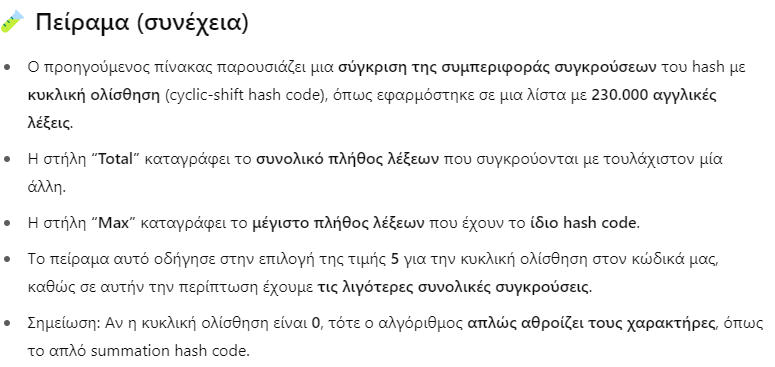 🧪 Πείραμα (συνέχεια)
• Ο προηγούμενος πίνακας παρουσιάζει μια σύγκριση της συμπεριφοράς συγκρούσεων του hash με
κυκλική ολίσθηση (cyclic-shift hash code), όπως εφαρμόστηκε σε μια λίστα με 230.000 αγγλικές
λέξεις.
• Η στήλη “Total” καταγράφει το συνολικό πλήθος λέξεων που συγκρούονται με τουλάχιστον μία
άλλη.
• Η στήλη “Max” καταγράφει το μέγιστο πλήθος λέξεων που έχουν το ίδιο hash code.
• Το πείραμα αυτό οδήγησε στην επιλογή της τιμής 5 για την κυκλική ολίσθηση στον κώδικά μας,
καθώς σε αυτήν την περίπτωση έχουμε τις λιγότερες συνολικές συγκρούσεις.
• Σημείωση: Αν η κυκλική ολίσθηση είναι 0, τότε ο αλγόριθμος απλώς αθροίζει τους χαρακτήρες, όπως
το απλό summation hash code.